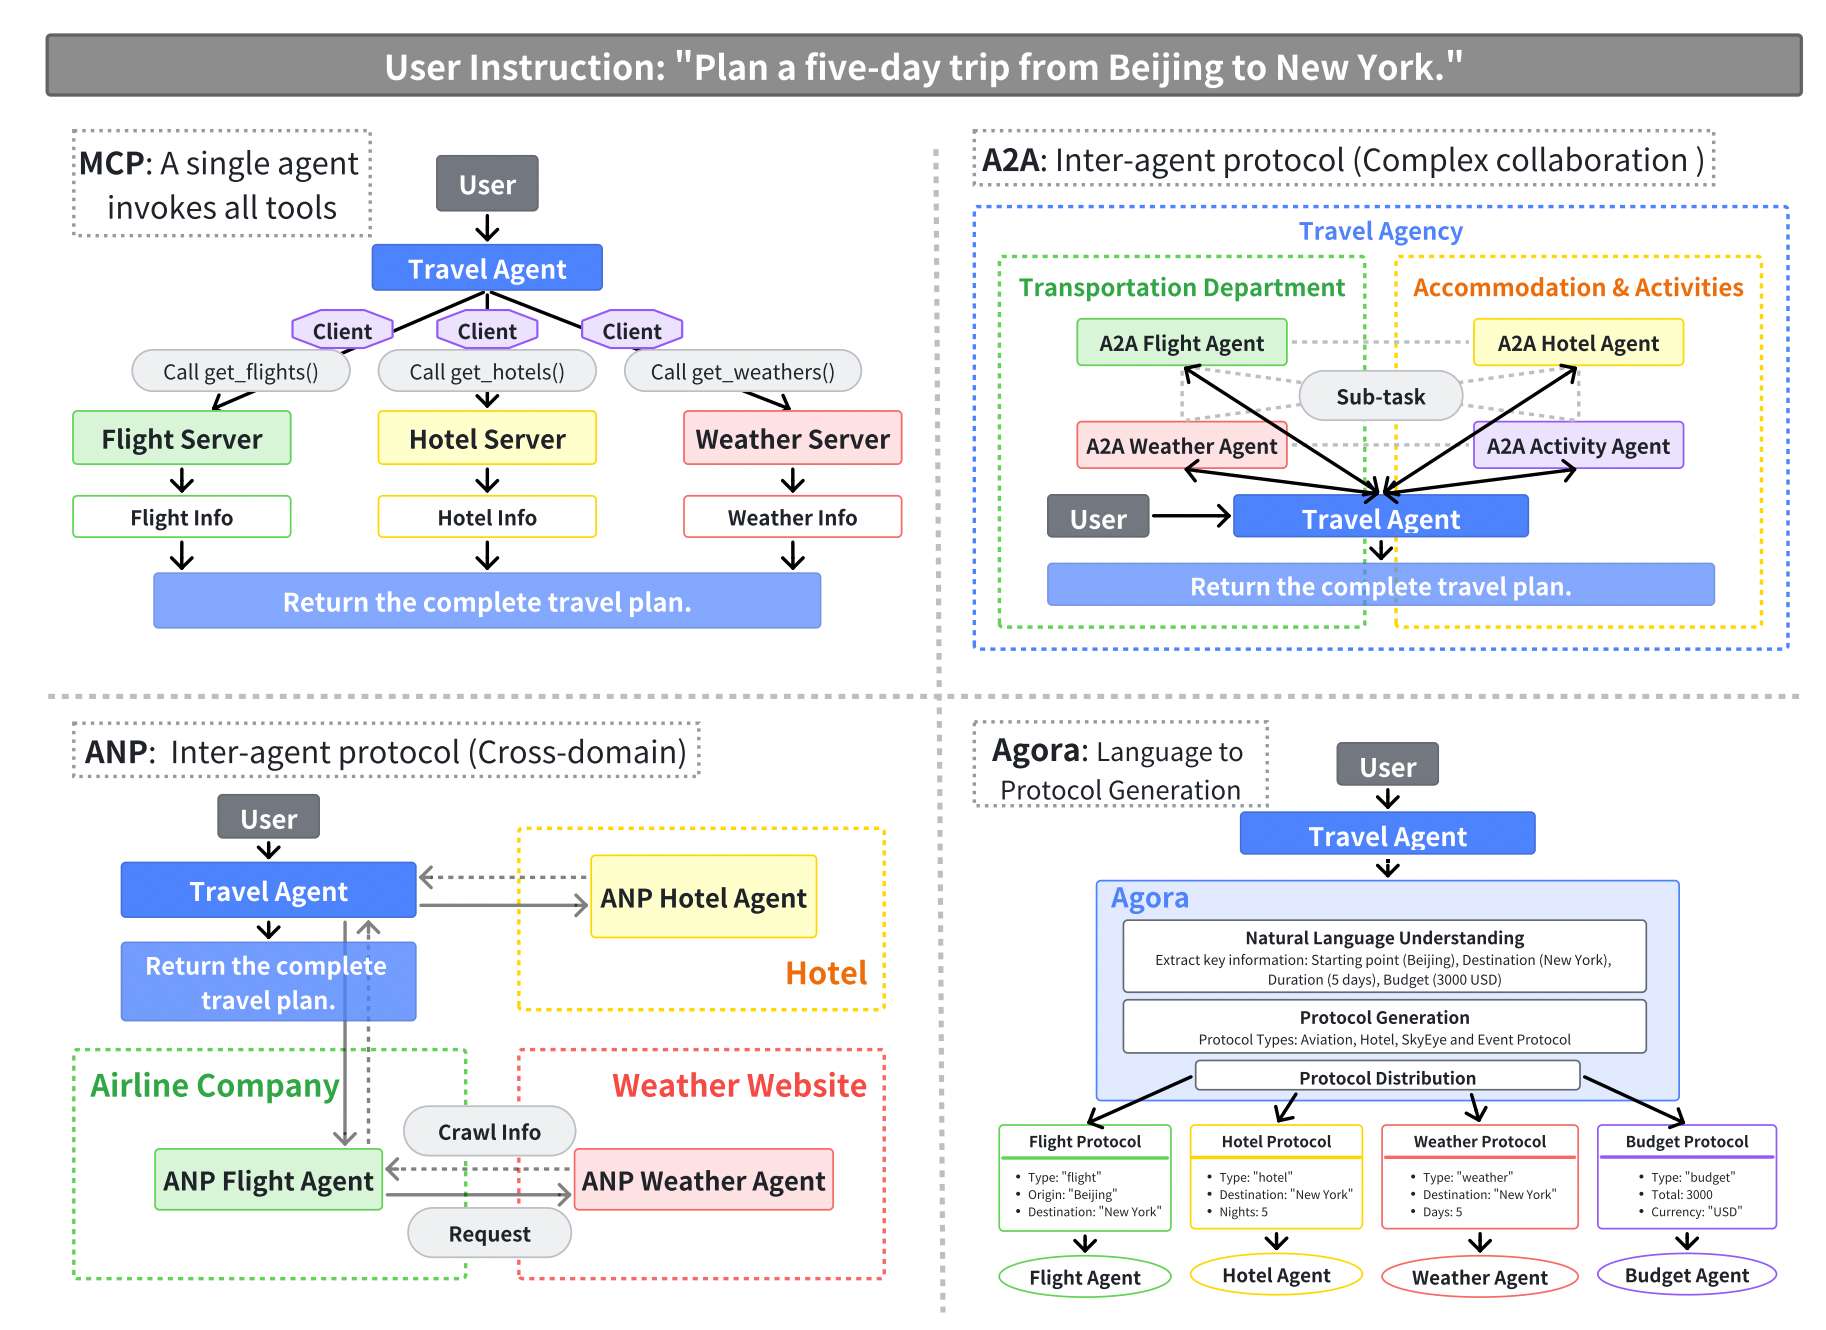 User Instruction: "Plan a five-day trip from Beijing to New York."
MCP: A single agent
invokes all tools
User
Travel Agent
Client
Client
Client
Call get_flights()
Call get_hotels()
Call get_weathers()
Flight Server
Hotel Server
Weather Server
Flight Info
Hotel Info
Weather Info
Return the complete travel plan.
A2A: Inter-agent protocol (Complex collaboration )
Travel Agency
Transportation Department
Accommodation & Activities
A2A Flight Agent
A2A Hotel Agent
Sub-task
A2A Weather Agent
A2A Activity Agent
User
Travel Agent
Return the complete travel plan.
ANP: Inter-agent protocol (Cross-domain)
User
Travel Agent
ANP Hotel Agent
Return the complete
travel plan.
Hotel
Airline Company
Weather Website
Crawl Info
ANP Flight Agent
ANP Weather Agent
Request
Agora: Language to
Protocol Generation
User
Travel Agent
Agora
Natural Language Understanding
Extract key information: Starting point (Beijing), Destination (New York),
Duration (5 days), Budget (3000 USD)
Protocol Generation
Protocol Types: Aviation, Hotel, SkyEye and Event Protocol
Protocol Distribution
Flight Protocol
• Type: "flight"
• Origin: "Beijing"
• Destination: "New York"
Hotel Protocol
• Type: "hotel"
• Destination: "New York"
• Nights: 5
Weather Protocol
• Type: "weather"
• Destination: "New York"
• Days: 5
Budget Protocol
• Type: "budget"
• Total: 3000
• Currency: "USD"
Flight Agent
Hotel Agent
Weather Agent
Budget Agent